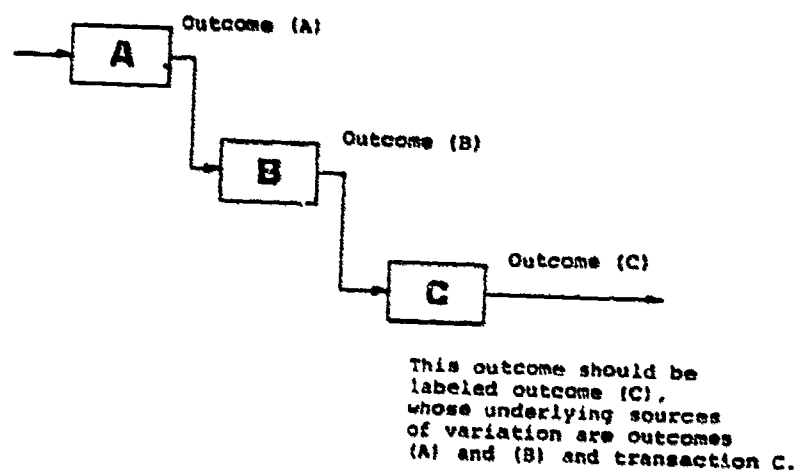 Outcome (A)
A
Outcome (B)
B
Outcome (C)
C
This outcome should be
labeled outcome (C),
whose underlying sources
of variation are outcomes
(A) and (B) and transaction C.